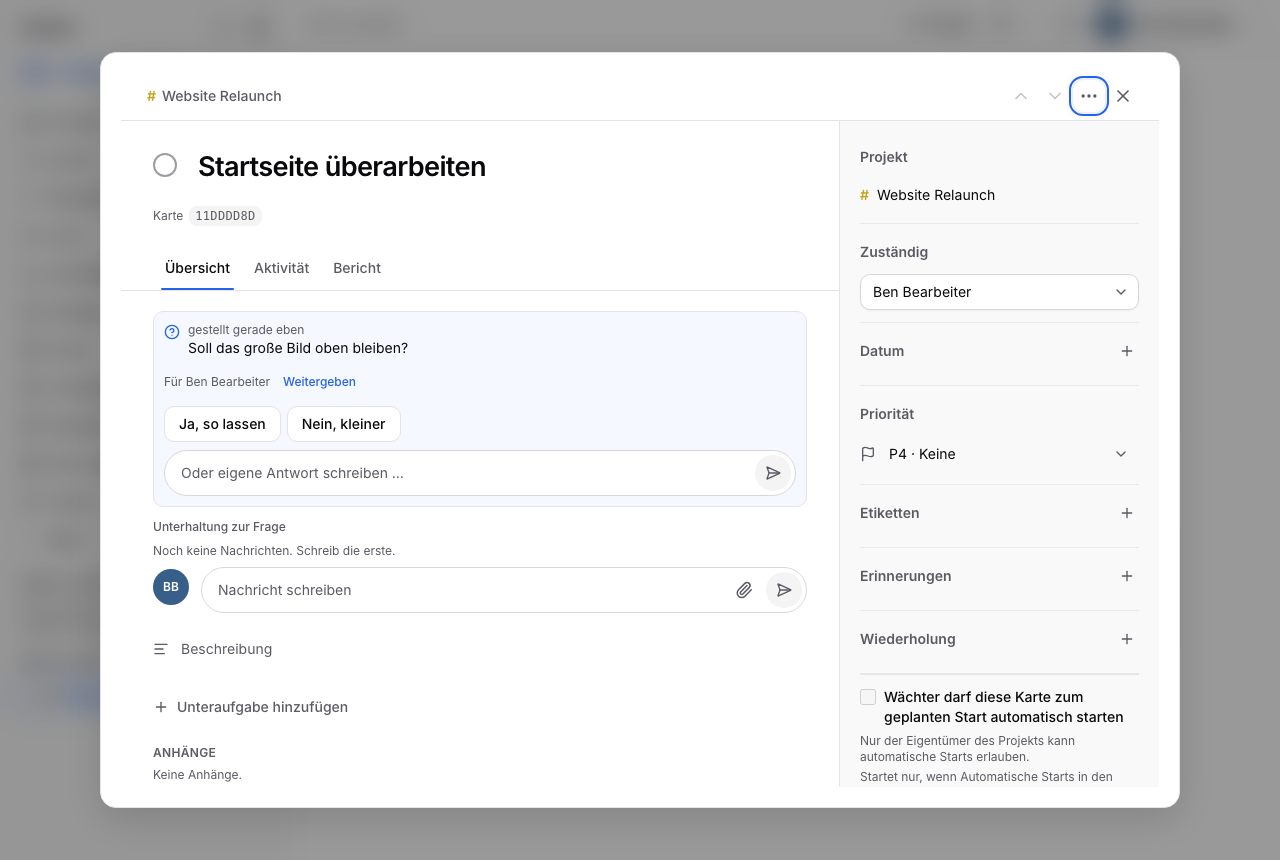 # Website Relaunch
Startseite überarbeiten
Karte 11DDDD8D
Übersicht Aktivität Bericht
gestellt gerade eben
Soll das große Bild oben bleiben?
Für Ben Bearbeiter Weitergeben
Ja, so lassen Nein, kleiner
Oder eigene Antwort schreiben ...
Unterhaltung zur Frage
Noch keine Nachrichten. Schreib die erste.
BB Nachricht schreiben
Beschreibung
Unteraufgabe hinzufügen
ANHÄNGE
Keine Anhänge.
Projekt
# Website Relaunch
Zuständig
Ben Bearbeiter
Datum
Priorität
P4 · Keine
Etiketten
Erinnerungen
Wiederholung
Wächter darf diese Karte zum
geplanten Start automatisch starten
Nur der Eigentümer des Projekts kann
automatische Starts erlauben.
Startet nur, wenn Automatische Starts in den